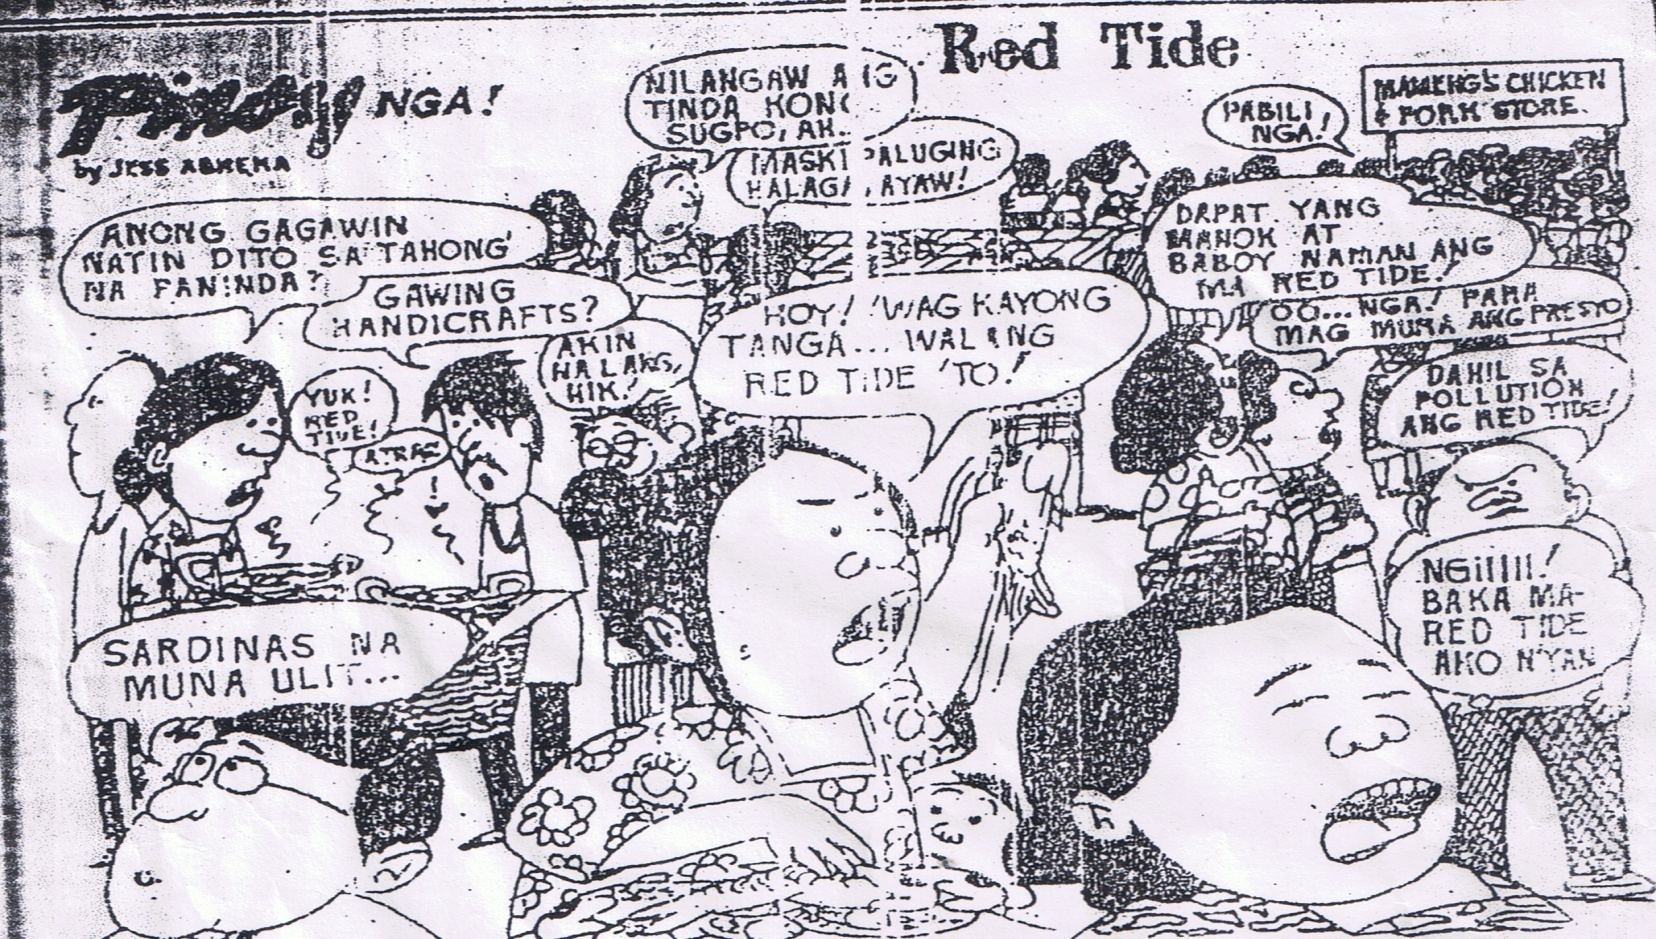 Red Tide
Pinoy NGA!
by JESS ABRERA
NILANGAW A NG
TINDA KONG
SUGPO, AH..
MASKI PALUGING
HALAGA, AYAW!
PABILI
NGA!
MAMENG'S CHICKEN
& PORK STORE.
ANONG GAGAWIN
NATIN DITO SA TAHONG
NA PANINDA?
GAWING
HANDICRAFTS?
YUK!
RED
TIDE!
ATRAS
AKIN
NA LANG,
HIK!
HOY! 'WAG KAYONG
TANGA... WALANG
RED TIDE 'TO!
DAPAT YANG
MANOK AT
BABOY NAMAN ANG
MA RED TIDE!
OO...NGA! PARA
MAG MURA ANG PRESYO
DAHIL SA
POLLUTION
ANG RED TIDE!
NGIIIII!
BAKA MA-
RED TIDE
AKO N'YAN
SARDINAS NA
MUNA ULIT...